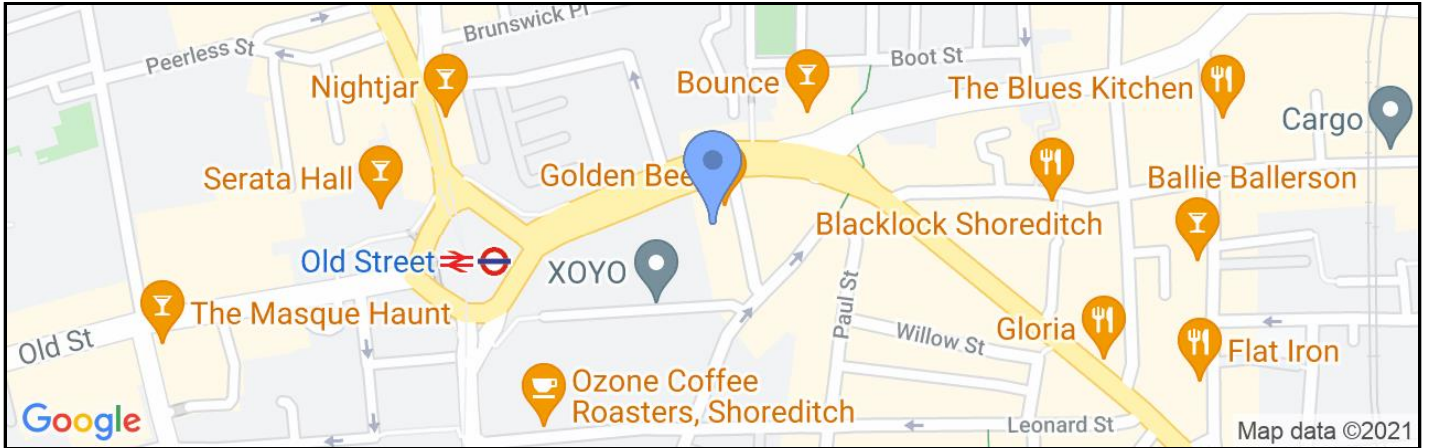 Brunswick Pl
Peerless St
Boot St
Nightjar
Bounce
The Blues Kitchen
Cargo
Serata Hall
Golden Bee
Ballie Ballerson
Blacklock Shoreditch
Old Street
XOYO
Paul St
The Masque Haunt
Willow St
Gloria
Old St
Flat Iron
Ozone Coffee
Roasters, Shoreditch
Leonard St
Google
Map data ©2021